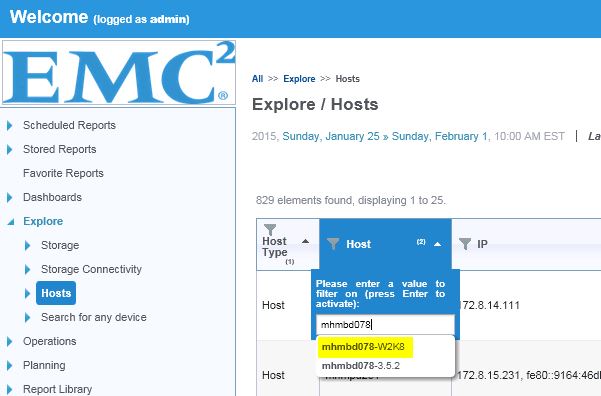 Welcome (logged as admin)
EMC²®
All >> Explore >> Hosts
Explore / Hosts
2015, Sunday, January 25 » Sunday, February 1, 10:00 AM EST | La
Scheduled Reports
Stored Reports
Favorite Reports
Dashboards
Explore
Storage
Storage Connectivity
Hosts
Search for any device
Operations
Planning
Report Library
829 elements found, displaying 1 to 25.
Host Type (1)
Host (2)
IP
Please enter a value to
filter on (press Enter to
activate):
mhmbd078
mhmbd078-W2K8
mhmbd078-3.5.2
Host
172.8.14.111
Host
172.8.15.231, fe80::9164:46d